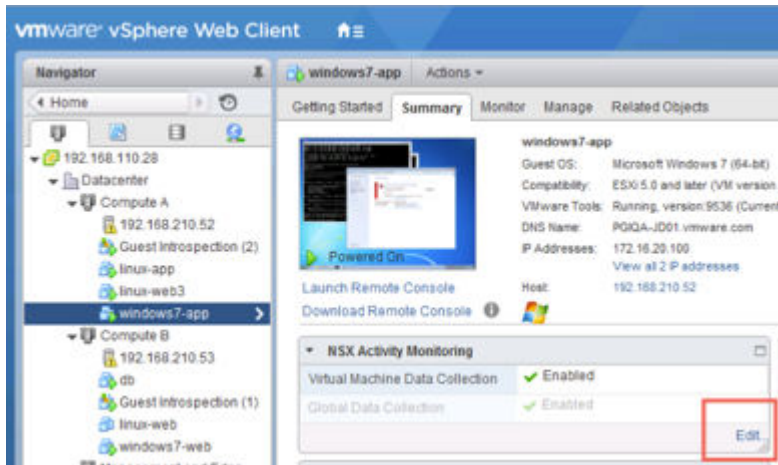 vmware® vSphere Web Client
Navigator
Home
192.168.110.28
Datacenter
Compute A
192.168.210.52
Guest Introspection (2)
linux-app
linux-web3
windows7-app
Compute B
192.168.210.53
db
Guest Introspection (1)
linux-web
windows7-web
windows7-app Actions
Getting Started Summary Monitor Manage Related Objects
Powered On
Launch Remote Console
Download Remote Console
windows7-app
Guest OS: Microsoft Windows 7 (64-bit)
Compatibility: ESXi 5.0 and later (VM version
VMware Tools: Running, version:9536 (Current
DNS Name: PGIQA-JD01.vmware.com
IP Addresses: 172.16.20.100
View all 2 IP addresses
Host: 192.168.210.52
NSX Activity Monitoring
Virtual Machine Data Collection Enabled
Global Data Collection Enabled
Edit